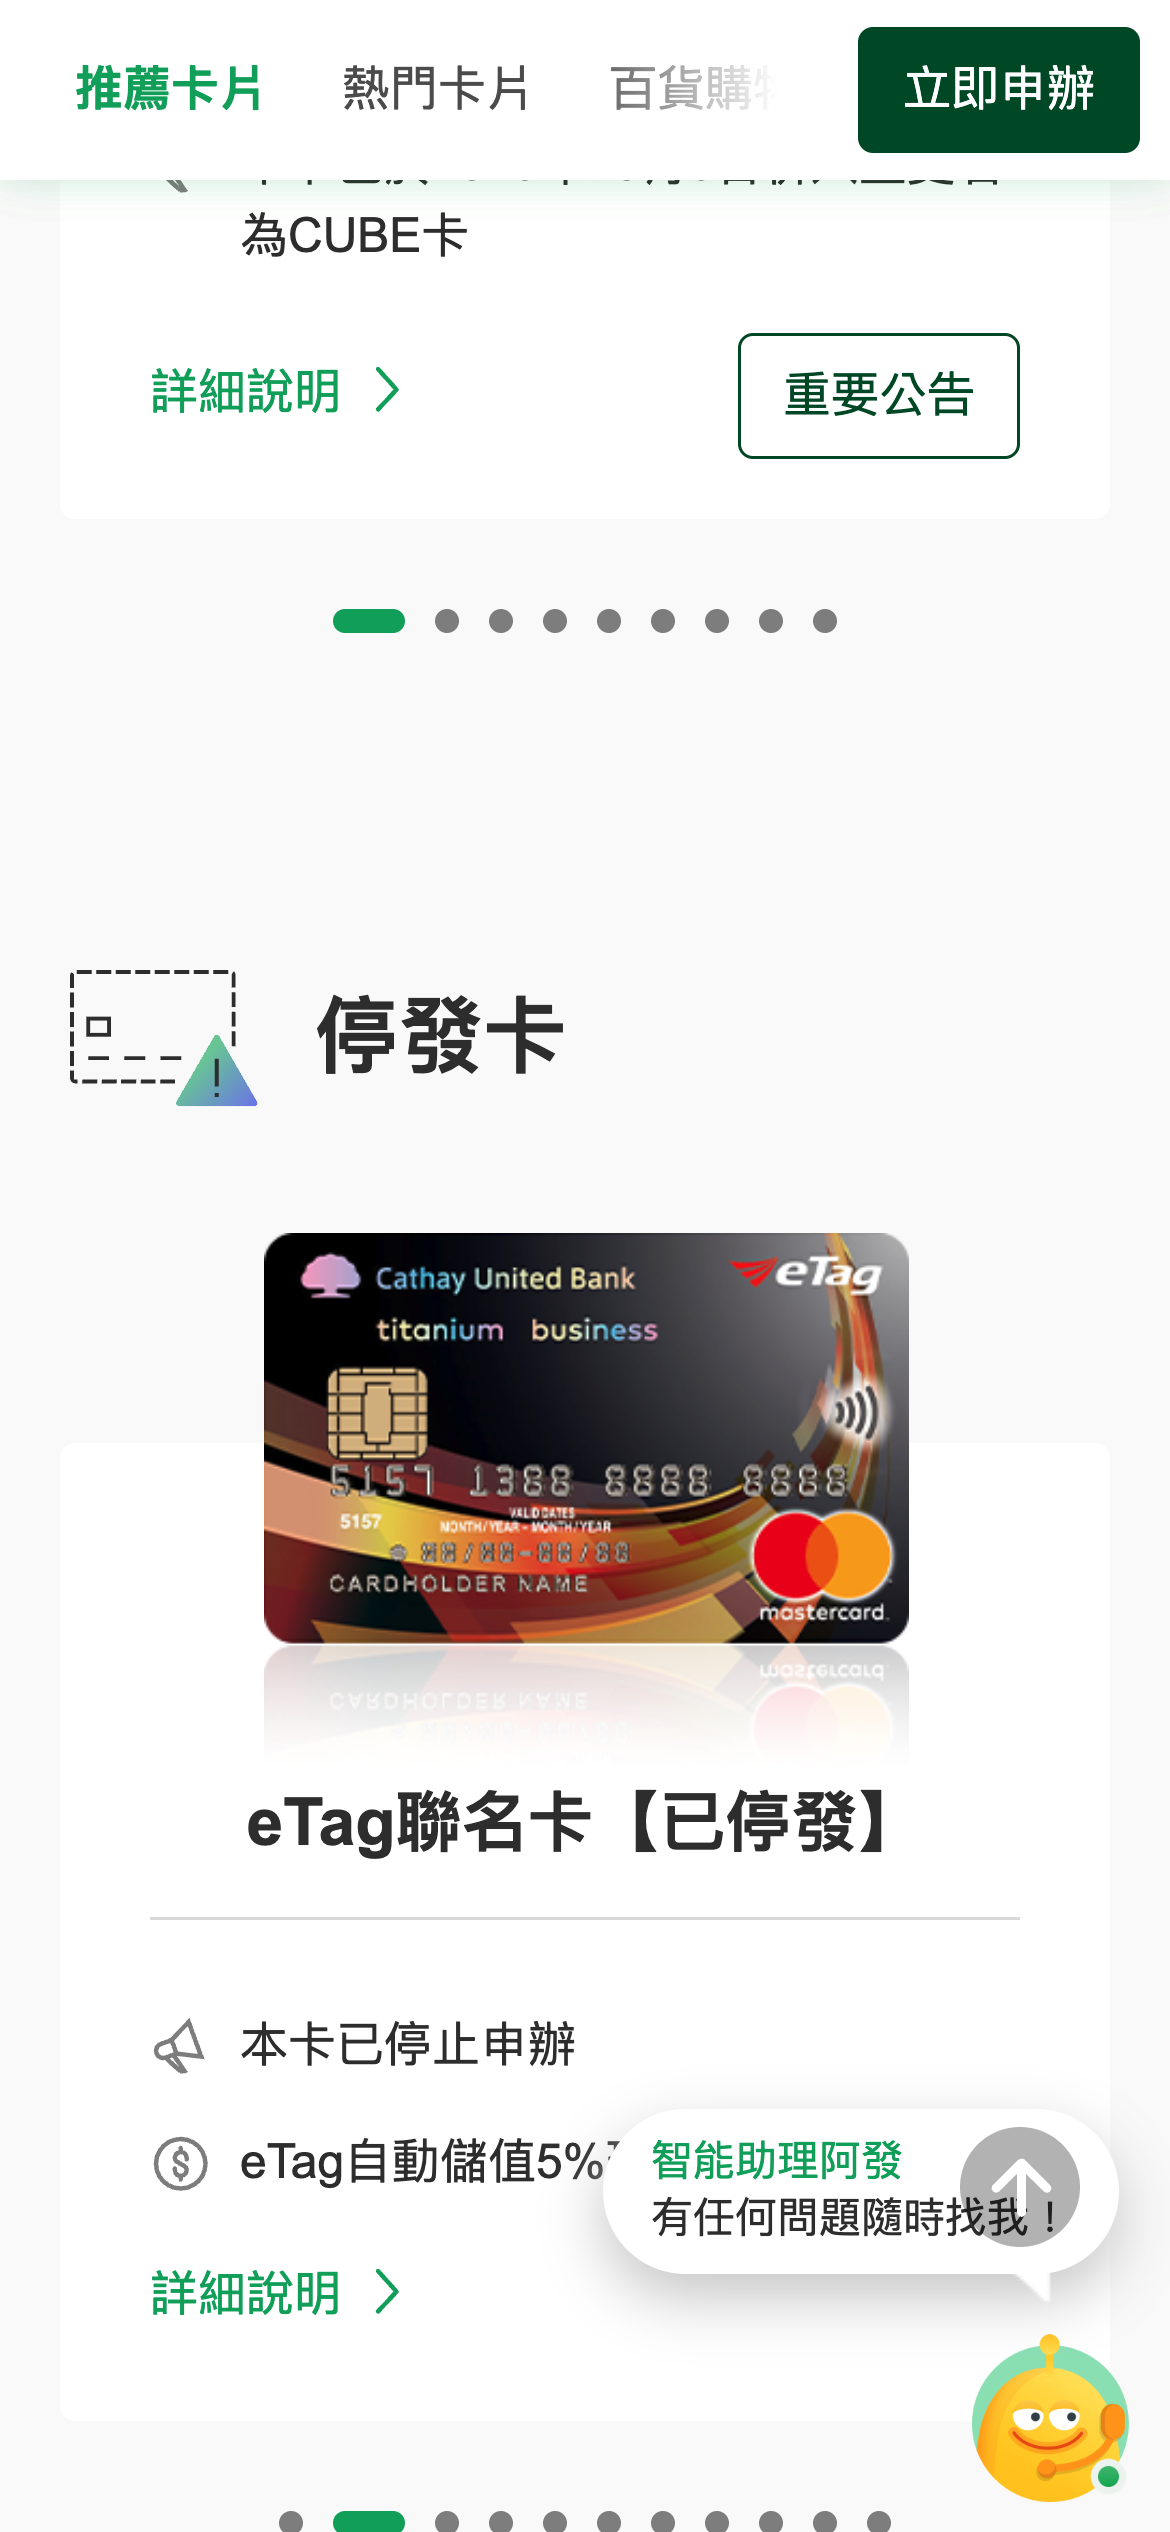 推薦卡片
熱門卡片
百貨購物
立即申辦
為CUBE卡
詳細說明
重要公告
停發卡
Cathay United Bank
eTag
titanium business
5157 1388 8888 8888
5157
VALID DATES
MONTH/YEAR - MONTH/YEAR
88/88-88/88
CARDHOLDER NAME
mastercard
eTag聯名卡【已停發】
本卡已停止申辦
eTag自動儲值5%
智能助理阿發
有任何問題隨時找我！
詳細說明